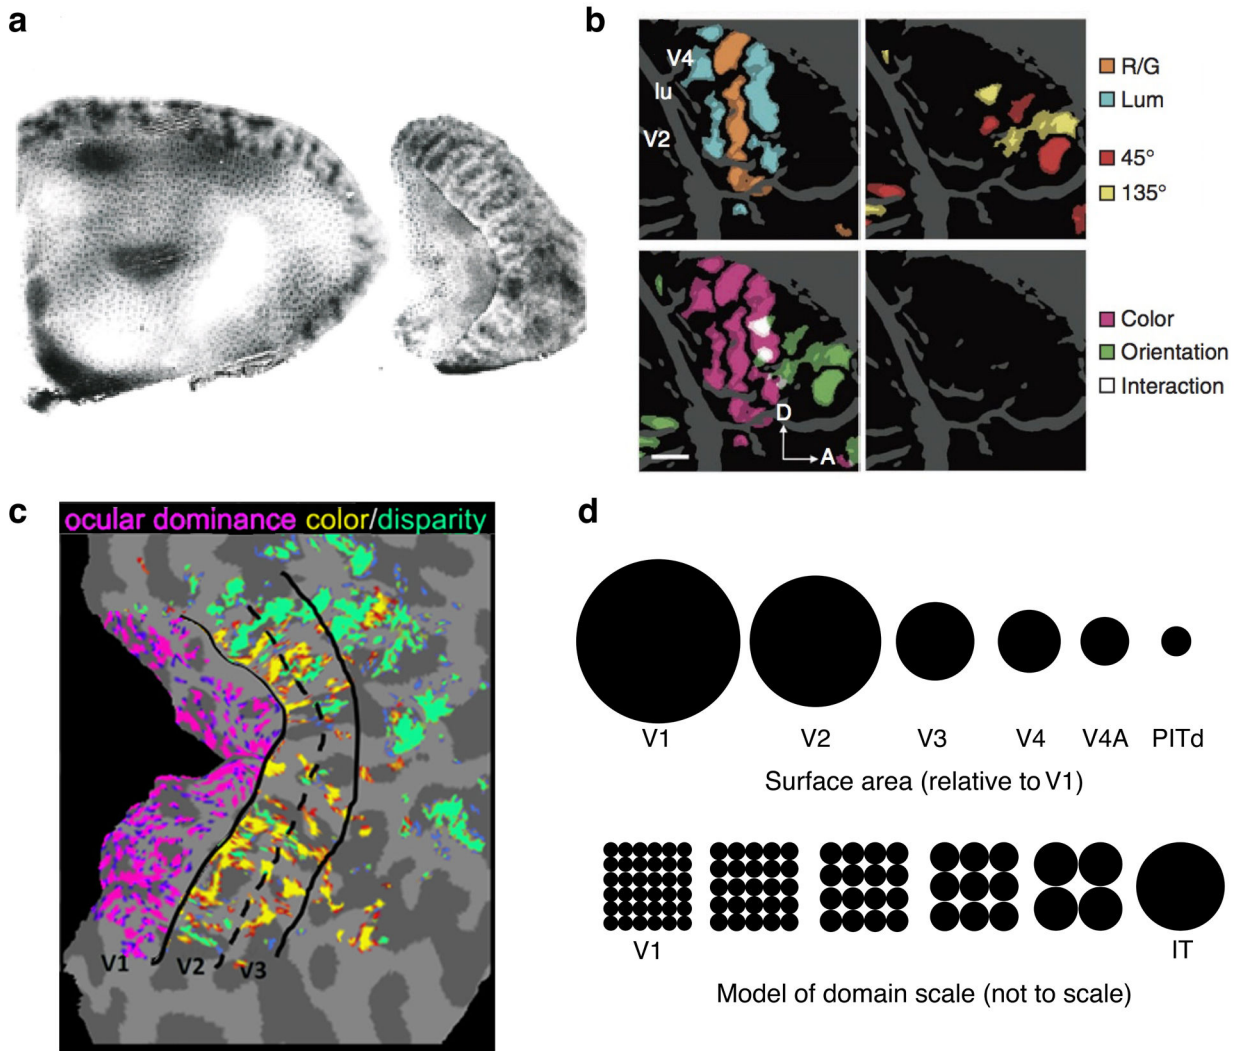 a
b
V4
lu
V2
R/G
Lum
45°
135°
D
A
Color
Orientation
Interaction
c
ocular dominance color/disparity
V1 V2 V3
d
V1 V2 V3 V4 V4A PITd
Surface area (relative to V1)
V1 IT
Model of domain scale (not to scale)